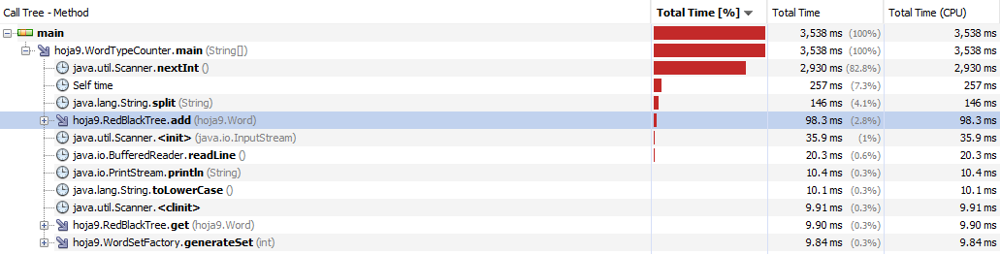 Call Tree - Method Total Time [%] Total Time Total Time (CPU)
main 3,538 ms (100%) 3,538 ms
hoja9.WordTypeCounter.main (String[]) 3,538 ms (100%) 3,538 ms
java.util.Scanner.nextInt () 2,930 ms (82.8%) 2,930 ms
Self time 257 ms (7.3%) 257 ms
java.lang.String.split (String) 146 ms (4.1%) 146 ms
hoja9.RedBlackTree.add (hoja9.Word) 98.3 ms (2.8%) 98.3 ms
java.util.Scanner.<init> (java.io.InputStream) 35.9 ms (1%) 35.9 ms
java.io.BufferedReader.readLine () 20.3 ms (0.6%) 20.3 ms
java.io.PrintStream.println (String) 10.4 ms (0.3%) 10.4 ms
java.lang.String.toLowerCase () 10.1 ms (0.3%) 10.1 ms
java.util.Scanner.<clinit> 9.91 ms (0.3%) 9.91 ms
hoja9.RedBlackTree.get (hoja9.Word) 9.90 ms (0.3%) 9.90 ms
hoja9.WordSetFactory.generateSet (int) 9.84 ms (0.3%) 9.84 ms